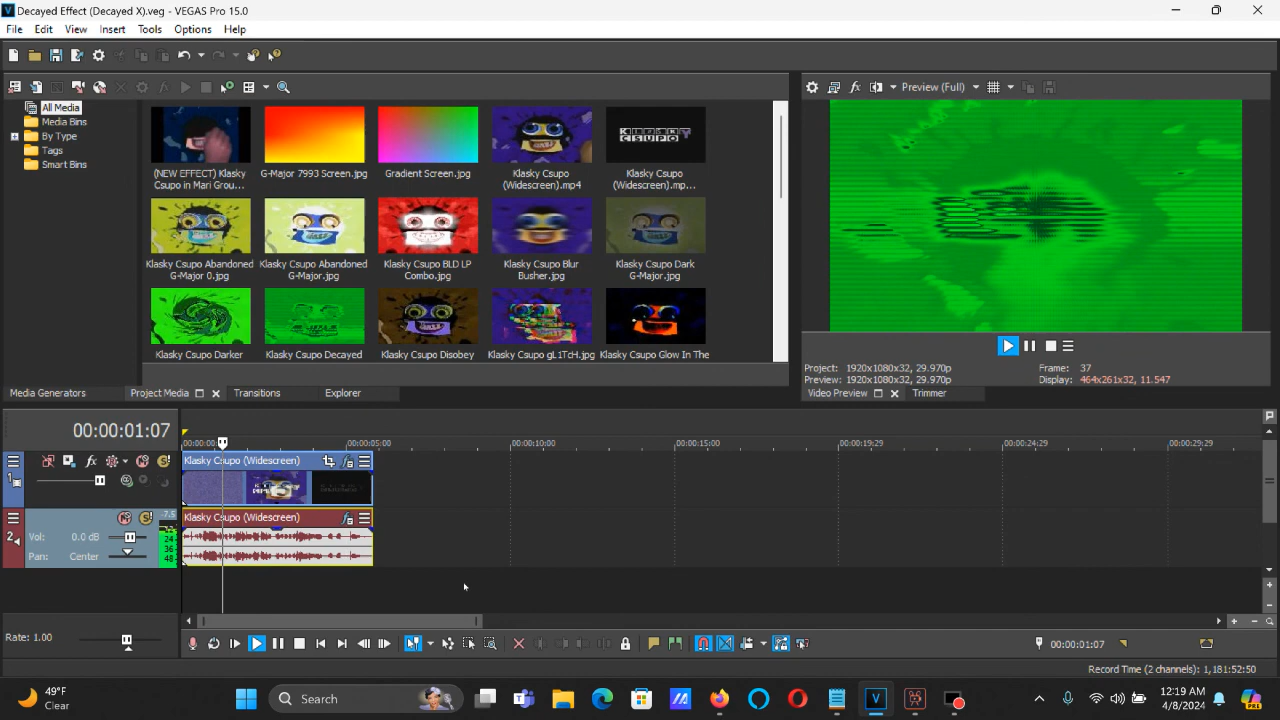 Decayed Effect (Decayed X).veg - VEGAS Pro 15.0
File Edit View Insert Tools Options Help
Preview (Full)
All Media
Media Bins
By Type
Tags
Smart Bins
(NEW EFFECT) Klasky Csupo in Mari Grou...
G-Major 7993 Screen.jpg
Gradient Screen.jpg
Klasky Csupo (Widescreen).mp4
KLASKY CSUPO
Klasky Csupo (Widescreen).mp...
Klasky Csupo Abandoned G-Major 0.jpg
Klasky Csupo Abandoned G-Major.jpg
Klasky Csupo BLD LP Combo.jpg
Klasky Csupo Blur Busher.jpg
Klasky Csupo Dark G-Major.jpg
Klasky Csupo Darker
Klasky Csupo Decayed
Klasky Csupo Disobey
Klasky Csupo gL1TcH.jpg
Klasky Csupo Glow In The
Project: 1920x1080x32, 29.970p
Frame: 37
Preview: 1920x1080x32, 29.970p
Display: 464x261x32, 11.547
Media Generators
Project Media
Transitions
Explorer
Video Preview
Trimmer
00:00:01:07
00:00:00
00:00:05:00
00:00:10:00
00:00:15:00
00:00:19:29
00:00:24:29
00:00:29:29
Klasky Csupo (Widescreen)
1
Klasky Csupo (Widescreen)
2
-7.5
Vol: 0.0 dB
24
36
48
Pan: Center
Rate: 1.00
00:00:01:07
Record Time (2 channels): 1,181:52:50
49°F
Clear
Search
12:19 AM
4/8/2024